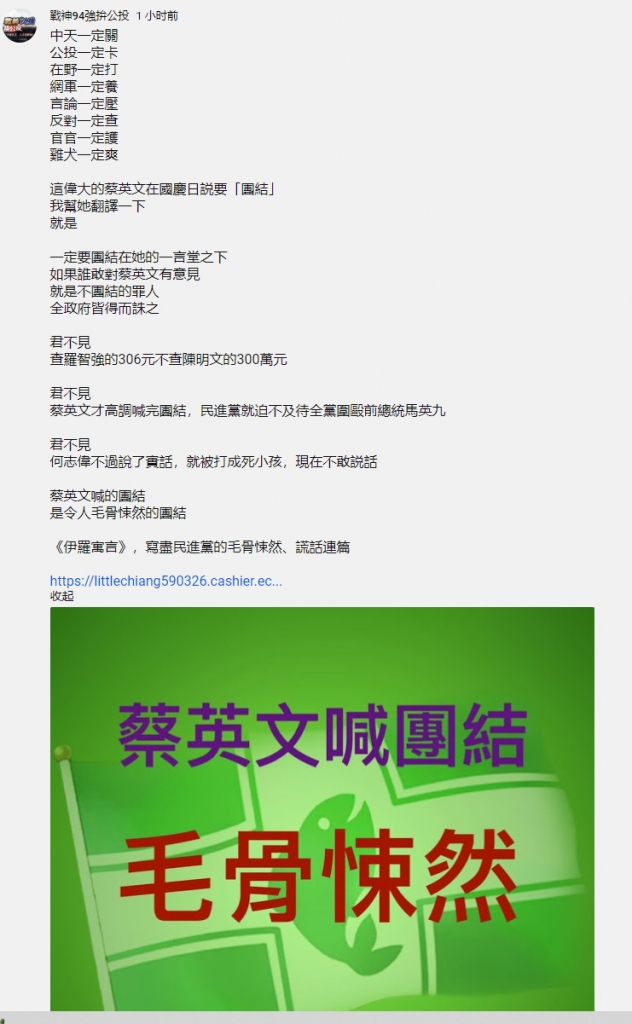 戰神94強拚公投 1 小时前
中天一定關
公投一定卡
在野一定打
網軍一定養
言論一定壓
反對一定查
官官一定護
雞犬一定爽
這偉大的蔡英文在國慶日說要「團結」
我幫她翻譯一下
就是
一定要團結在她的一言堂之下
如果誰敢對蔡英文有意見
就是不團結的罪人
全政府皆得而誅之
君不見
查羅智強的306元不查陳明文的300萬元
君不見
蔡英文才高調喊完團結，民進黨就迫不及待全黨圍毆前總統馬英九
君不見
何志偉不過說了實話，就被打成死小孩，現在不敢說話
蔡英文喊的團結
是令人毛骨悚然的團結
《伊羅寓言》，寫盡民進黨的毛骨悚然、謊話連篇
https://littlechiang590326.cashier.ec...
收起
蔡英文喊團結
毛骨悚然